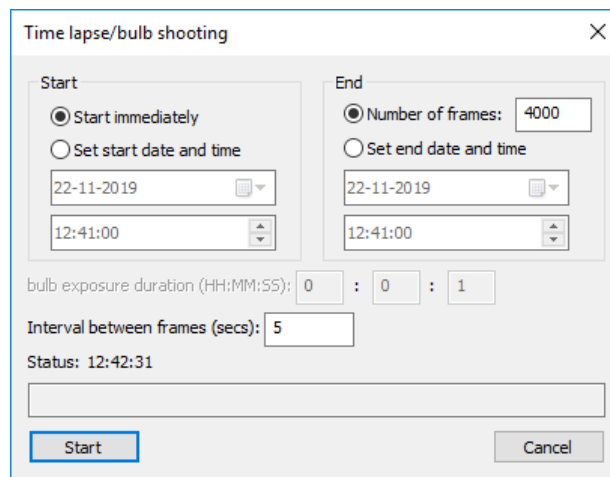 Time lapse/bulb shooting
Start
Start immediately
Set start date and time
22-11-2019
12:41:00
End
Number of frames: 4000
Set end date and time
22-11-2019
12:41:00
bulb exposure duration (HH:MM:SS): 0 : 0 : 1
Interval between frames (secs): 5
Status: 12:42:31
Start
Cancel